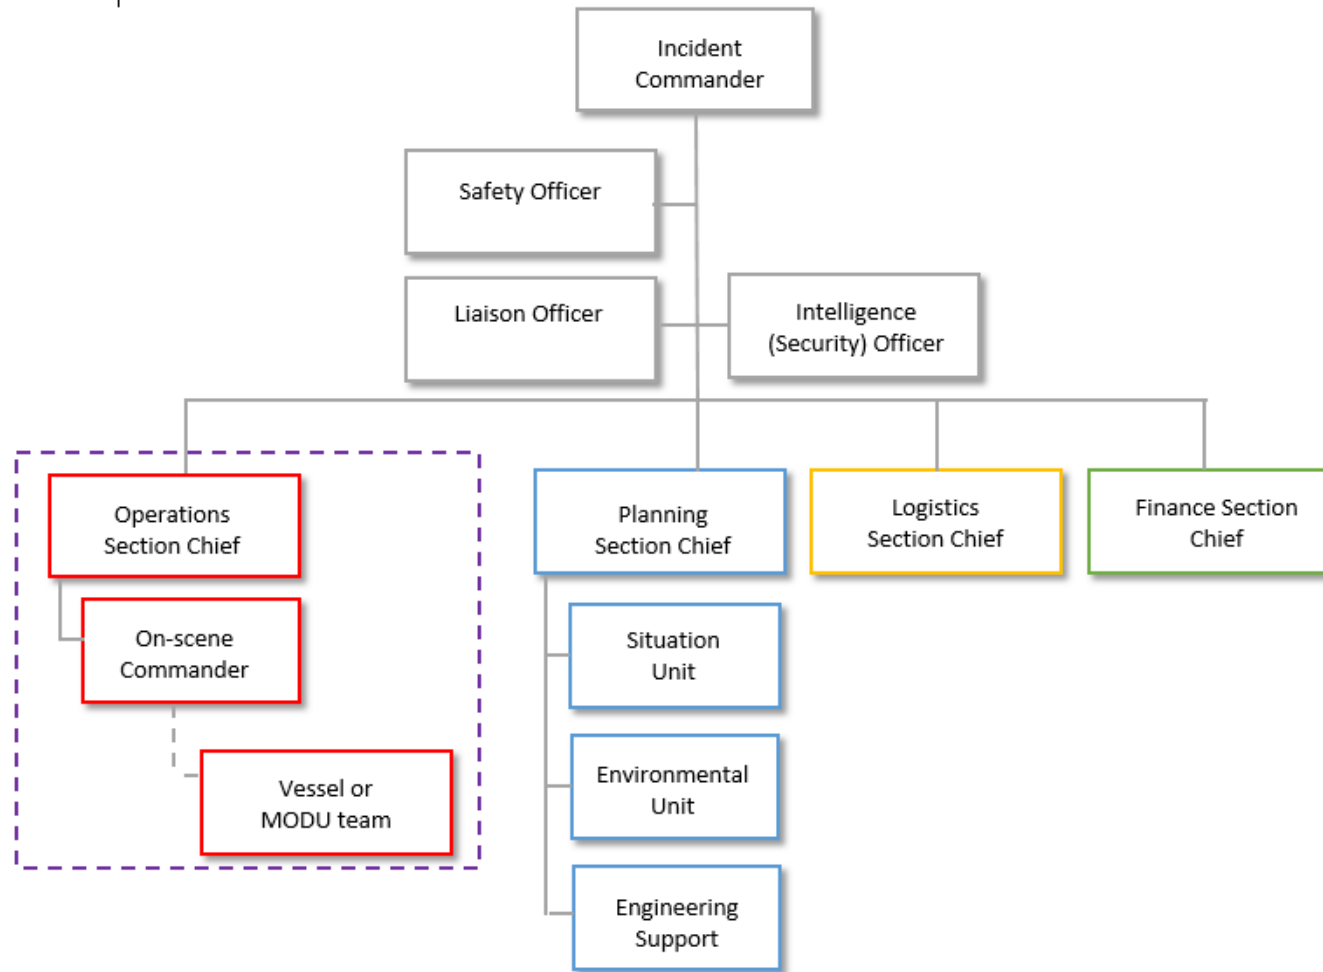 Incident
Commander
Safety Officer
Liaison Officer
Intelligence
(Security) Officer
Operations
Section Chief
Planning
Section Chief
Logistics
Section Chief
Finance Section
Chief
On-scene
Commander
Situation
Unit
Vessel or
MODU team
Environmental
Unit
Engineering
Support